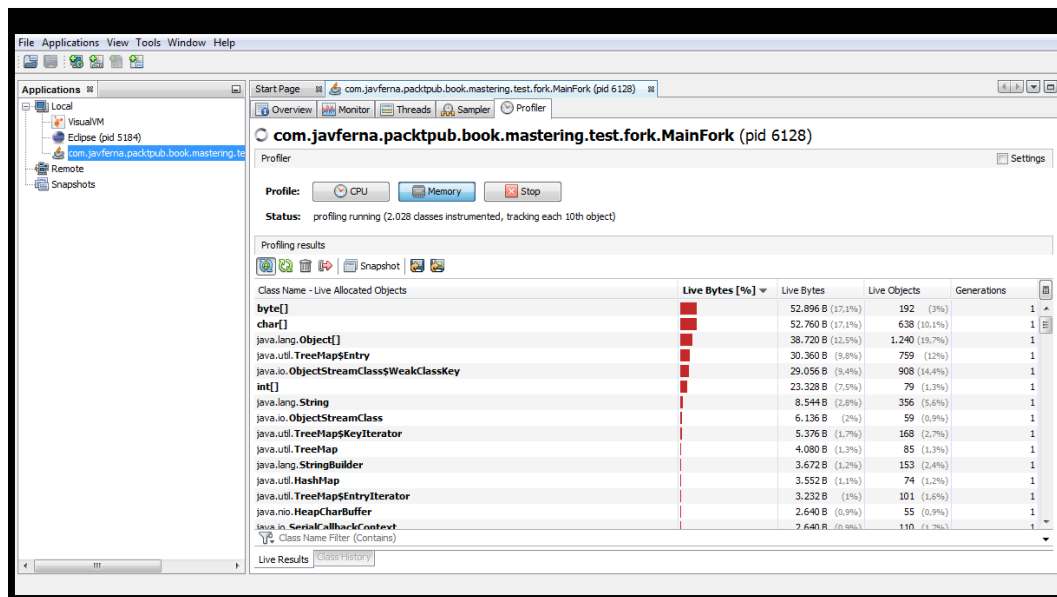 File Applications View Tools Window Help
Applications
Local
VisualVM
Eclipse (pid 5184)
com.javferna.packtpub.book.mastering.te
Remote
Snapshots
Start Page com.javferna.packtpub.book.mastering.test.fork.MainFork (pid 6128)
Overview Monitor Threads Sampler Profiler
com.javferna.packtpub.book.mastering.test.fork.MainFork (pid 6128)
Profiler Settings
Profile: CPU Memory Stop
Status: profiling running (2.028 classes instrumented, tracking each 10th object)
Profiling results
Snapshot
Class Name - Live Allocated Objects Live Bytes [%] Live Bytes Live Objects Generations
byte[] 52.896 B (17,1%) 192 (3%) 1
char[] 52.760 B (17,1%) 638 (10,1%) 1
java.lang.Object[] 38.720 B (12,5%) 1.240 (19,7%) 1
java.util.TreeMap$Entry 30.360 B (9,8%) 759 (12%) 1
java.io.ObjectStreamClass$WeakClassKey 29.056 B (9,4%) 908 (14,4%) 1
int[] 23.328 B (7,5%) 79 (1,3%) 1
java.lang.String 8.544 B (2,8%) 356 (5,6%) 1
java.io.ObjectStreamClass 6.136 B (2%) 59 (0,9%) 1
java.util.TreeMap$KeyIterator 5.376 B (1,7%) 168 (2,7%) 1
java.util.TreeMap 4.080 B (1,3%) 85 (1,3%) 1
java.lang.StringBuilder 3.672 B (1,2%) 153 (2,4%) 1
java.util.HashMap 3.552 B (1,1%) 74 (1,2%) 1
java.util.TreeMap$EntryIterator 3.232 B (1%) 101 (1,6%) 1
java.nio.HeapCharBuffer 2.640 B (0,9%) 55 (0,9%) 1
java.io.SerialCallbackContext 2.640 B (0,9%) 110 (1,7%) 1
Class Name Filter (Contains)
Live Results Class History